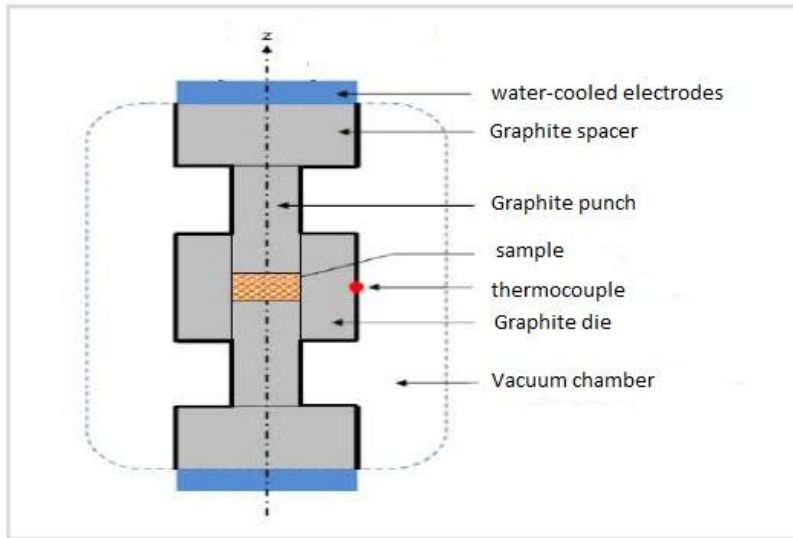 z
water-cooled electrodes
Graphite spacer
Graphite punch
sample
thermocouple
Graphite die
Vacuum chamber